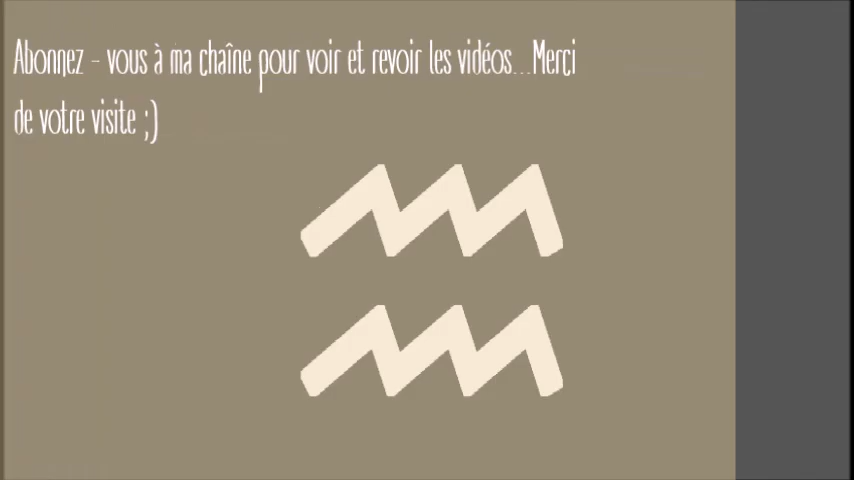 Abonnez - vous à ma chaîne pour voir et revoir les vidéos...Merci
de votre visite ;)